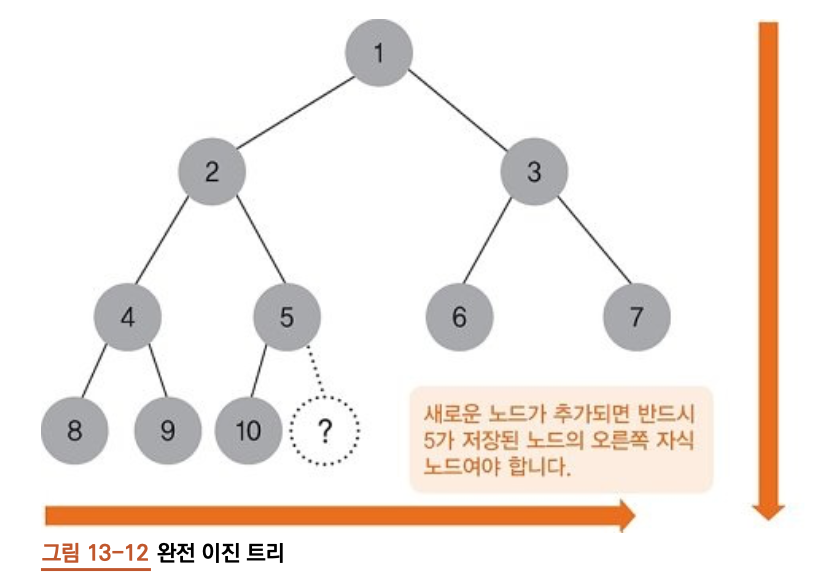 1
2
3
4
5
6
7
8
9
10
?
새로운 노드가 추가되면 반드시
5가 저장된 노드의 오른쪽 자식
노드여야 합니다.
그림 13-12 완전 이진 트리